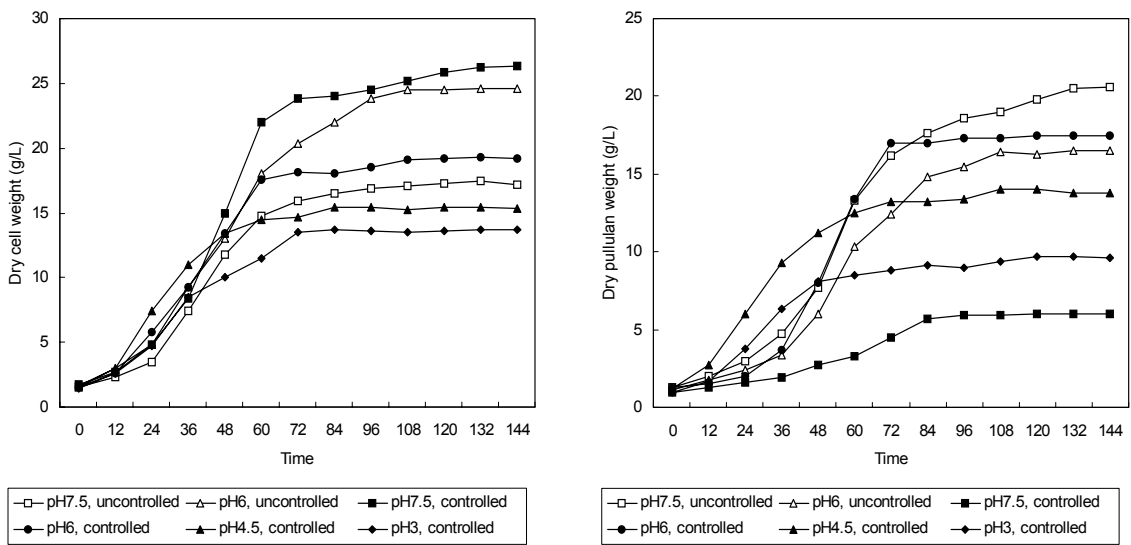 30
25
20
15
10
5
0
Dry cell weight (g/L)
0 12 24 36 48 60 72 84 96 108 120 132 144
Time
pH7.5, uncontrolled pH6, uncontrolled pH7.5, controlled
pH6, controlled pH4.5, controlled pH3, controlled
25
20
15
10
5
0
Dry pullulan weight (g/L)
0 12 24 36 48 60 72 84 96 108 120 132 144
Time
pH7.5, uncontrolled pH6, uncontrolled pH7.5, controlled
pH6, controlled pH4.5, controlled pH3, controlled